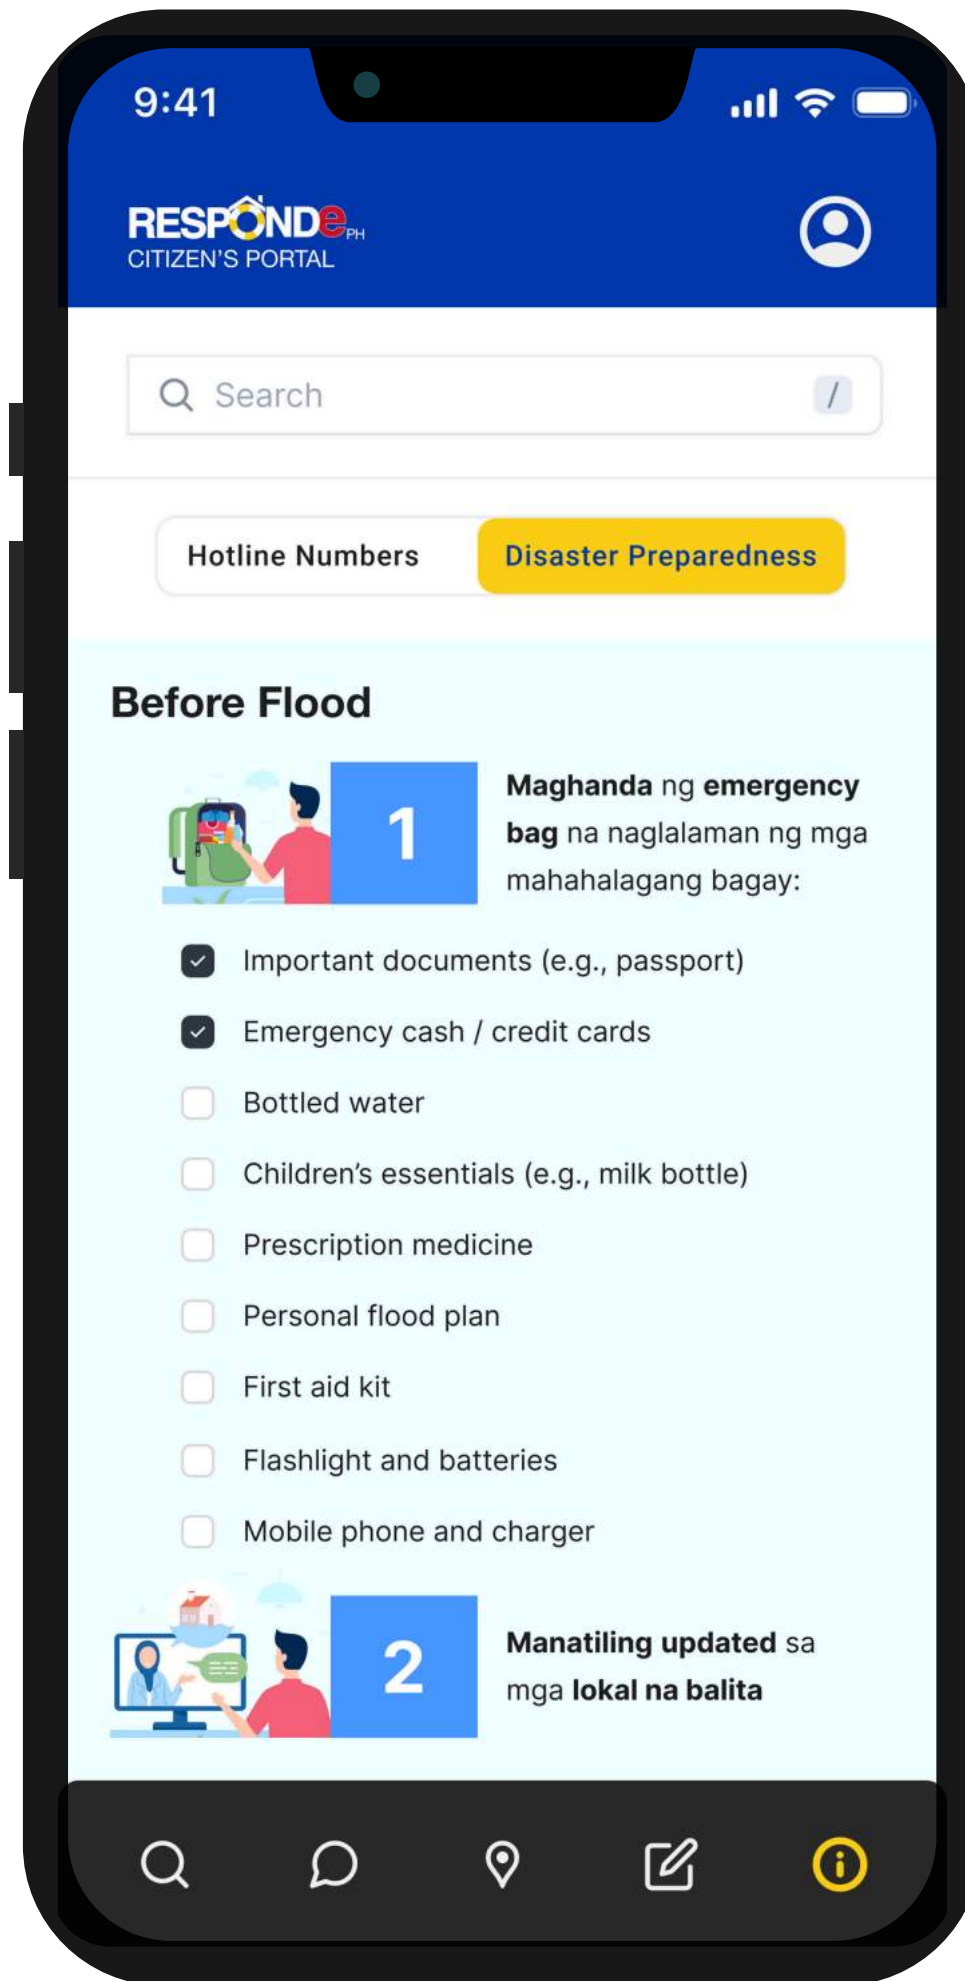 9:41
RESPONDe PH
CITIZEN'S PORTAL
Search /
Hotline Numbers
Disaster Preparedness
Before Flood
1
Maghanda ng emergency
bag na naglalaman ng mga
mahahalagang bagay:
Important documents (e.g., passport)
Emergency cash / credit cards
Bottled water
Children's essentials (e.g., milk bottle)
Prescription medicine
Personal flood plan
First aid kit
Flashlight and batteries
Mobile phone and charger
2
Manatiling updated sa
mga lokal na balita